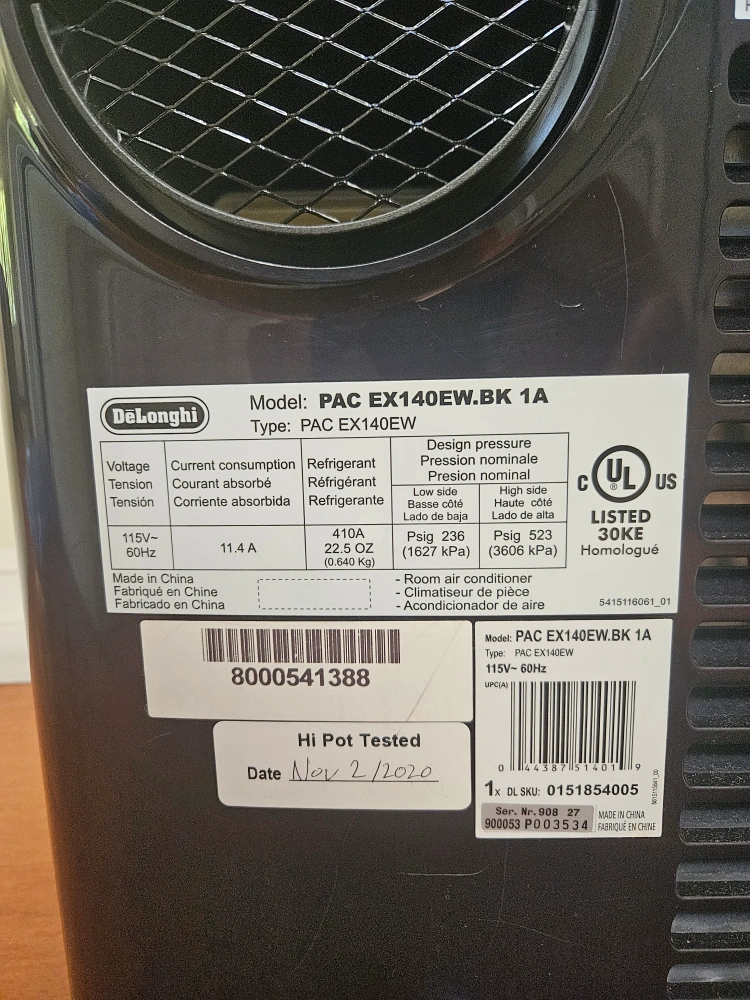 DeLonghi
Model: PAC EX140EW.BK 1A
Type: PAC EX140EW
Voltage
Tension
Tensión
Current consumption
Courant absorbé
Corriente absorbida
Refrigerant
Réfrigérant
Refrigerante
Design pressure
Pression nominale
Presion nominal
Low side
Basse côté
Lado de baja
High side
Haute côté
Lado de alta
115V~
60Hz
11.4 A
410A
22.5 OZ
(0.640 Kg)
Psig 236
(1627 kPa)
Psig 523
(3606 kPa)
C UL ® US
LISTED
30KE
Homologué
Made in China
Fabriqué en Chine
Fabricado en China
- Room air conditioner
- Climatiseur de pièce
- Acondicionador de aire
5415116061_01
8000541388
Hi Pot Tested
Date Nov 2/2020
Model: PAC EX140EW.BK 1A
Type: PAC EX140EW
115V~ 60Hz
UPC(A)
0 44387 51401 9
1x DL SKU: 0151854005
Ser. Nr. 908 27
900053 P003534
MADE IN CHINA
FABRIQUÉ EN CHINE